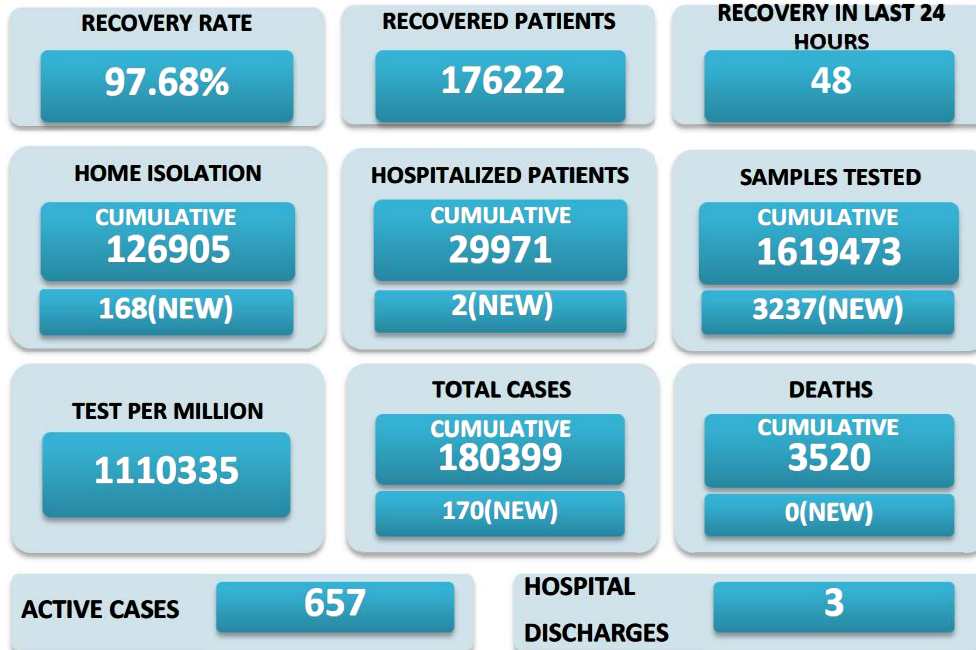 RECOVERY RATE
97.68%
RECOVERED PATIENTS
176222
RECOVERY IN LAST 24
HOURS
48
HOME ISOLATION
CUMULATIVE
126905
168(NEW)
HOSPITALIZED PATIENTS
CUMULATIVE
29971
2(NEW)
SAMPLES TESTED
CUMULATIVE
1619473
3237(NEW)
TEST PER MILLION
1110335
TOTAL CASES
CUMULATIVE
180399
170(NEW)
DEATHS
CUMULATIVE
3520
0(NEW)
ACTIVE CASES
657
HOSPITAL
DISCHARGES
3